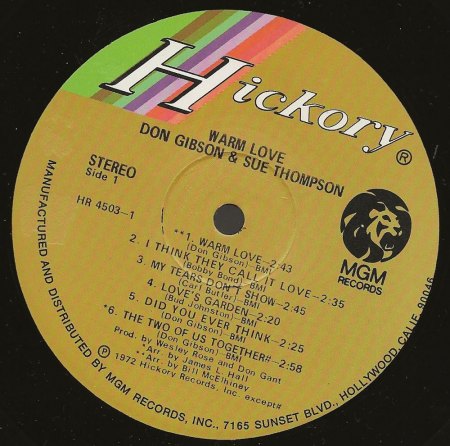 Hickory®
WARM LOVE
DON GIBSON & SUE THOMPSON
STEREO
Side 1
HR 4503-1
MGM
RECORDS
**1. WARM LOVE-2:43
(Don Gibson)-BMI
2. I THINK THEY CALL IT LOVE-2:35
(Bobby Bond)-BMI
3. MY TEARS DON'T SHOW-2:45
(Carl Butler)-BMI
4. LOVE'S GARDEN-2:20
(Bud Johnston)-BMI
5. DID YOU EVER THINK-2:25
(Don Gibson)-BMI
*6. THE TWO OF US TOGETHER#-2:58
(Don Gibson)-BMI
Prod. by Wesley Rose and Don Gant
*Arr. by James L. Hall
**Arr. by Bill McElhiney
Ⓟ 1972 Hickory Records, Inc. except#
MANUFACTURED AND DISTRIBUTED BY MGM RECORDS, INC., 7165 SUNSET BLVD., HOLLYWOOD, CALIF. 90046